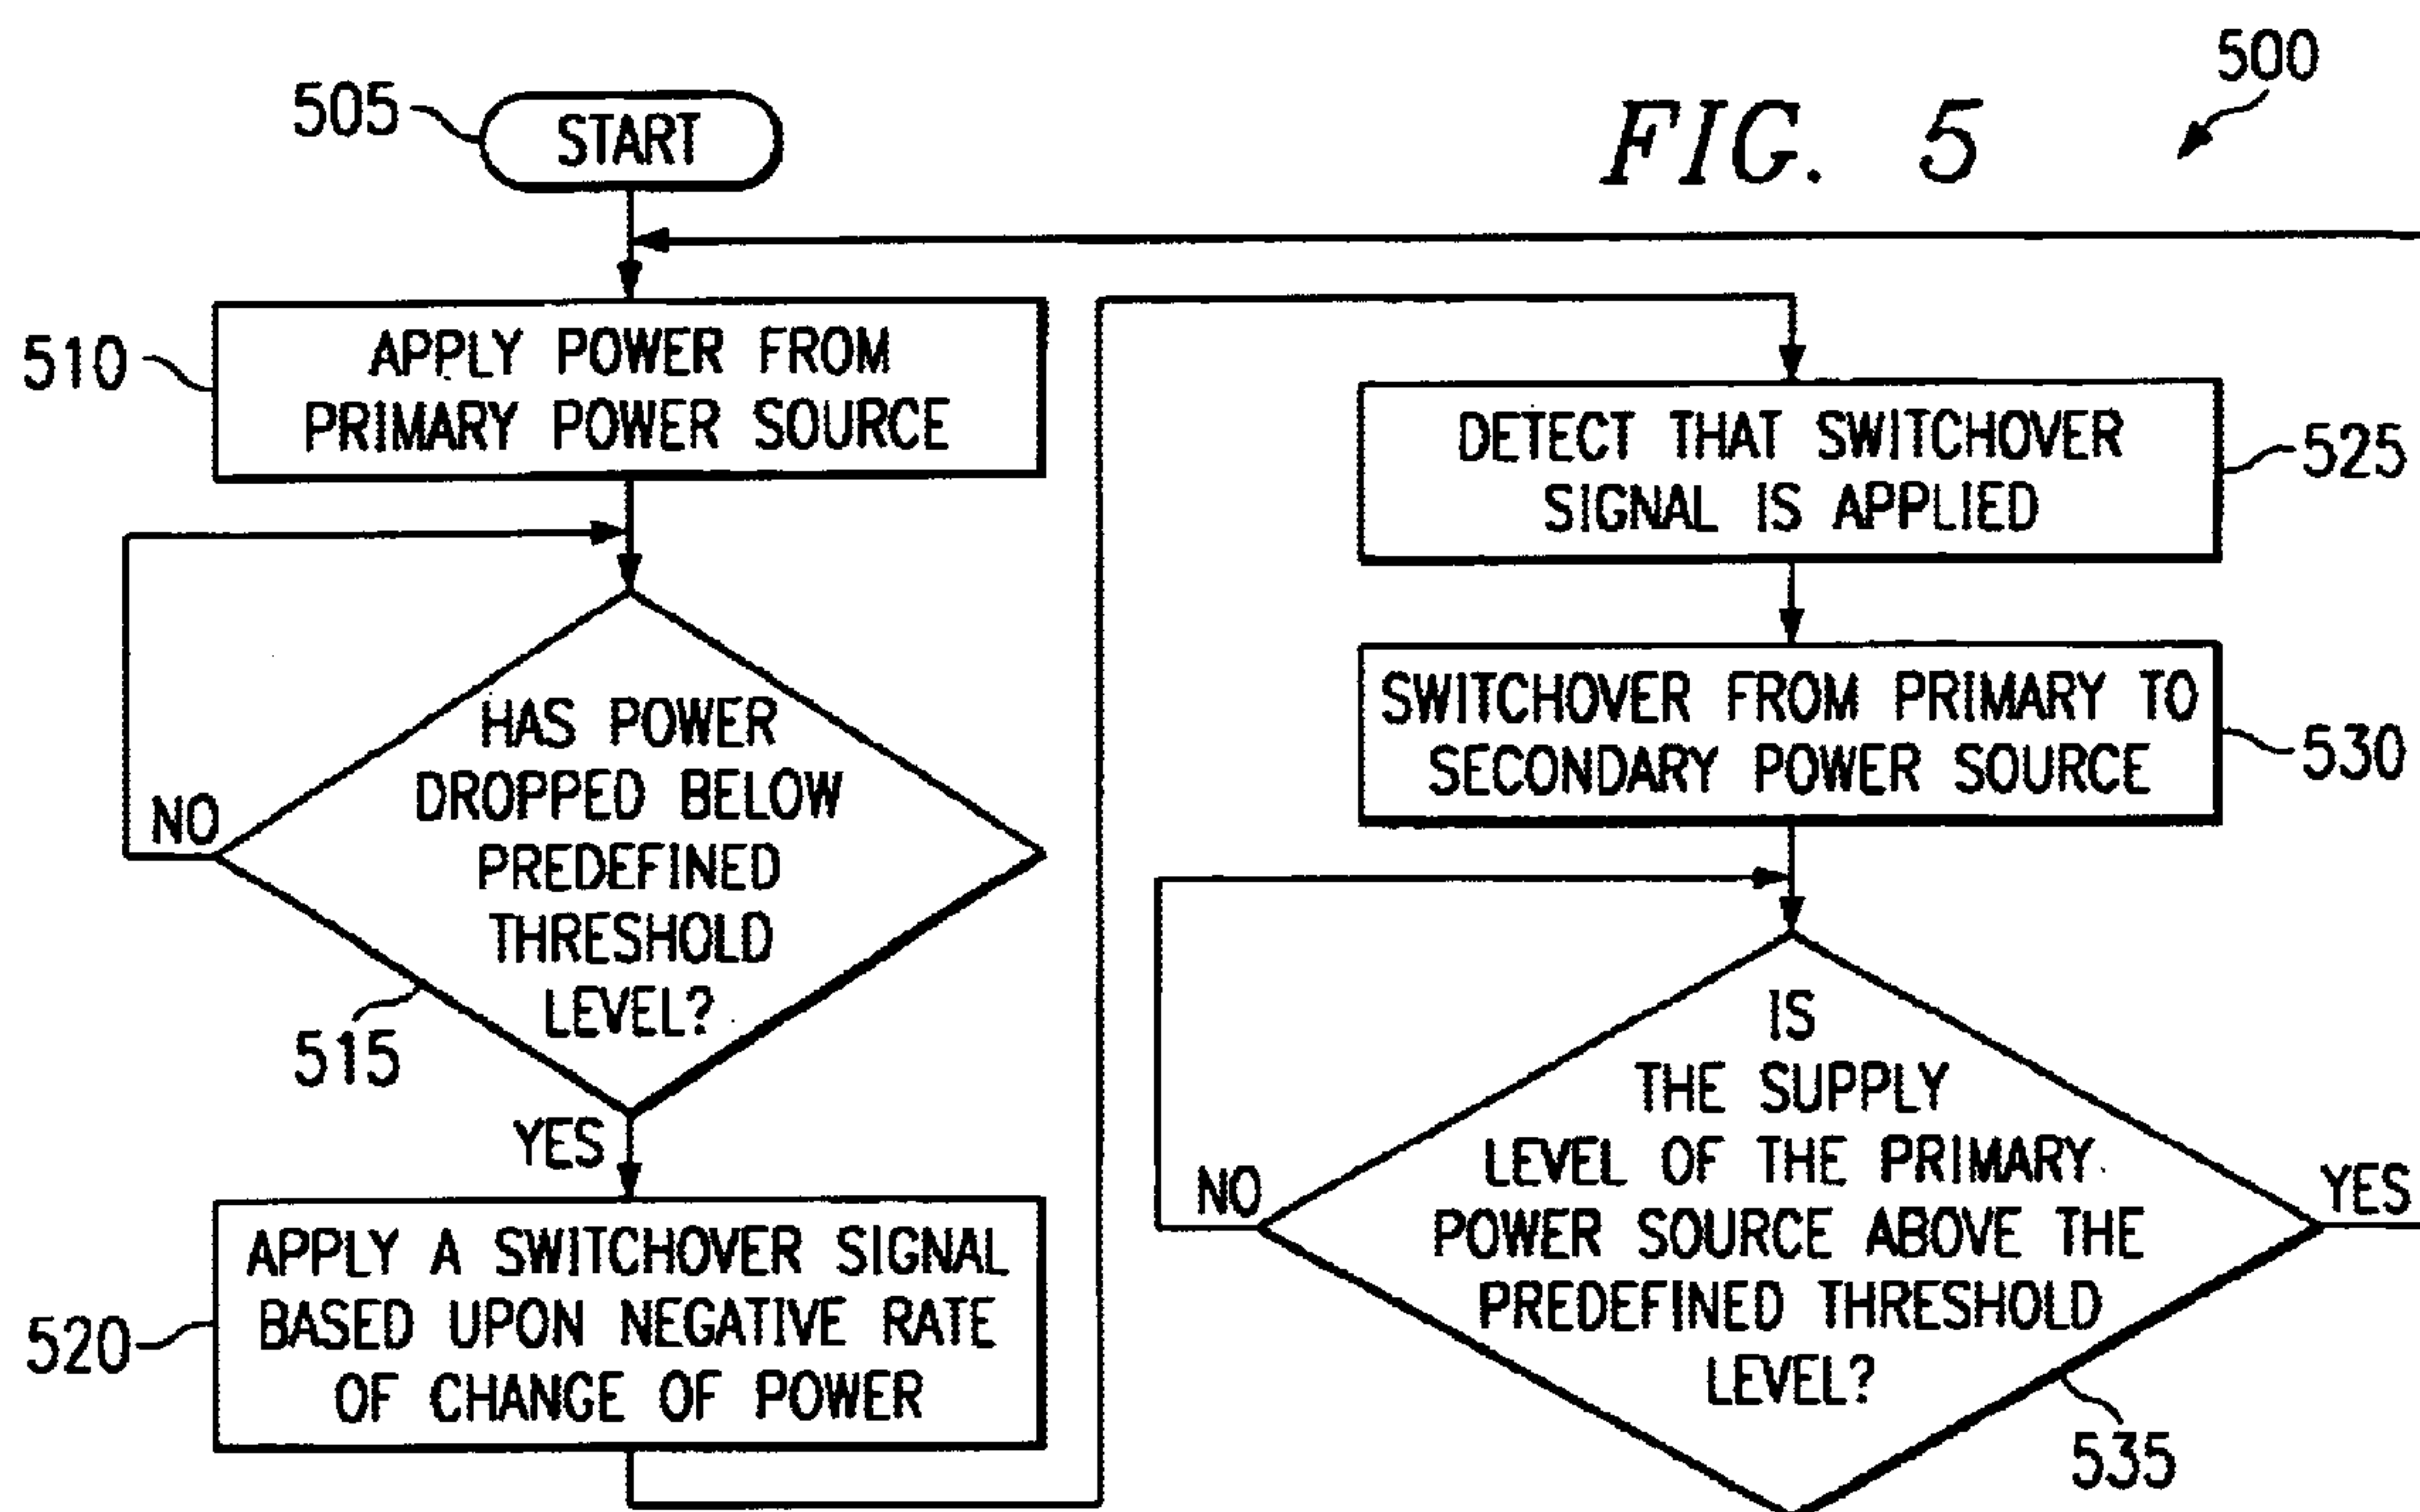 FIG. 5
500
505
START
510
APPLY POWER FROM
PRIMARY POWER SOURCE
HAS POWER
DROPPED BELOW
PREDEFINED
THRESHOLD
LEVEL?
NO
515
YES
520
APPLY A SWITCHOVER SIGNAL
BASED UPON NEGATIVE RATE
OF CHANGE OF POWER
DETECT THAT SWITCHOVER
SIGNAL IS APPLIED
525
SWITCHOVER FROM PRIMARY TO
SECONDARY POWER SOURCE
530
IS
THE SUPPLY
LEVEL OF THE PRIMARY
POWER SOURCE ABOVE THE
PREDEFINED THRESHOLD
LEVEL?
NO
YES
535